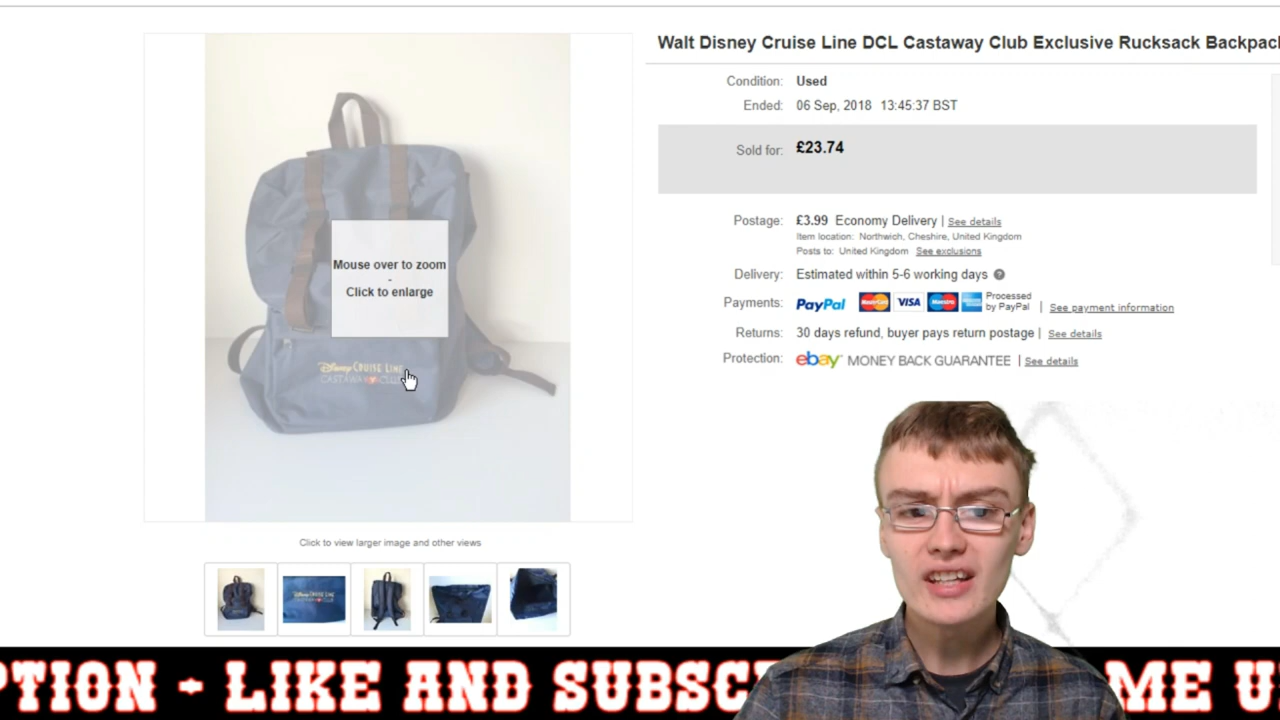 Walt Disney Cruise Line DCL Castaway Club Exclusive Rucksack Backpack
Condition: Used
Ended: 06 Sep, 2018 13:45:37 BST
Sold for: £23.74
Postage: £3.99 Economy Delivery | See details
Item location: Northwich, Cheshire, United Kingdom
Posts to: United Kingdom See exclusions
Delivery: Estimated within 5-6 working days
Payments: PayPal MasterCard VISA Maestro Processed by PayPal | See payment information
Returns: 30 days refund, buyer pays return postage | See details
Protection: ebay MONEY BACK GUARANTEE | See details
Mouse over to zoom
-
Click to enlarge
Disney CRUISE LINE
CASTAWAY CLUB
Click to view larger image and other views
PTION - LIKE AND SUBSC ME U